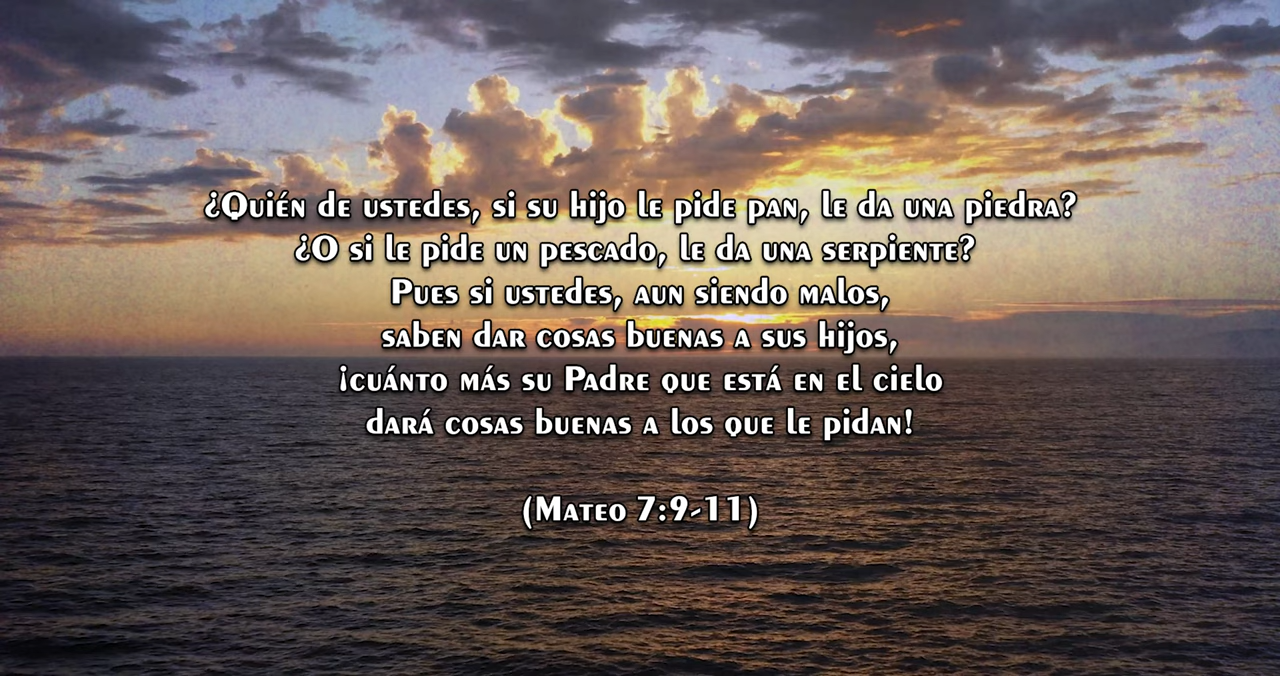 ¿Quién de ustedes, si su hijo le pide pan, le da una piedra?
¿O si le pide un pescado, le da una serpiente?
Pues si ustedes, aun siendo malos,
saben dar cosas buenas a sus hijos,
¡cuánto más su Padre que está en el cielo
dará cosas buenas a los que le pidan!
(Mateo 7:9-11)